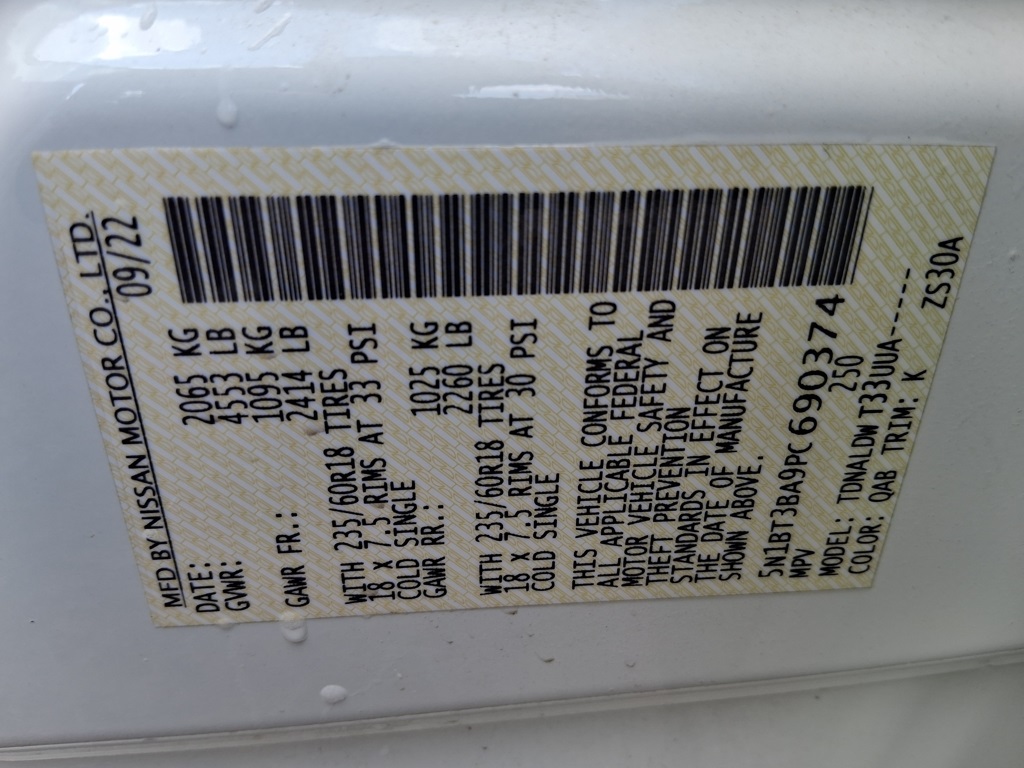 MFD BY NISSAN MOTOR CO., LTD.
DATE: 09/22
GVWR: 2065 KG
4553 LB
GAWR FR.: 1095 KG
2414 LB
WITH 235/60R18 TIRES
18 X 7.5 RIMS AT 33 PSI
COLD SINGLE
GAWR RR.: 1025 KG
2260 LB
WITH 235/60R18 TIRES
18 X 7.5 RIMS AT 30 PSI
COLD SINGLE
THIS VEHICLE CONFORMS TO
ALL APPLICABLE FEDERAL
MOTOR VEHICLE SAFETY AND
THEFT PREVENTION
STANDARDS IN EFFECT ON
THE DATE OF MANUFACTURE
SHOWN ABOVE.
5N1BT3BA9PC690374
MPV 250
MODEL: TONALDW T33UUA-----
COLOR: QAB TRIM: K
ZS30A